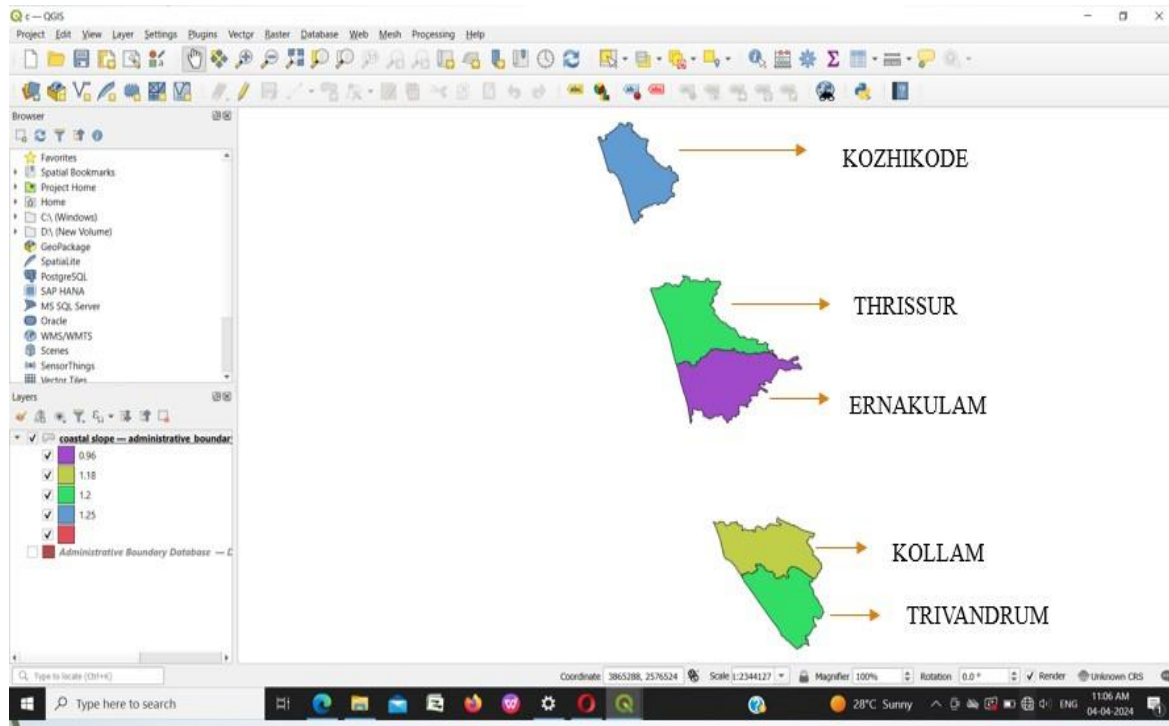 c — QGIS
Project Edit View Layer Settings Plugins Vector Raster Database Web Mesh Processing Help
Browser
Favorites
Spatial Bookmarks
Project Home
Home
C:\ (Windows)
D:\ (New Volume)
GeoPackage
SpatiaLite
PostgreSQL
SAP HANA
MS SQL Server
Oracle
WMS/WMTS
Scenes
SensorThings
Vector Tiles
Layers
coastal slope — administrative_boundar
0.96
1.18
1.2
1.25
Administrative Boundary Database — D
KOZHIKODE
THRISSUR
ERNAKULAM
KOLLAM
TRIVANDRUM
Type to locate (Ctrl+K)
Coordinate 3865288, 2576524 Scale 1:2344127 Magnifier 100% Rotation 0.0° Render Unknown CRS
Type here to search
28°C Sunny ENG 11:06 AM
04-04-2024